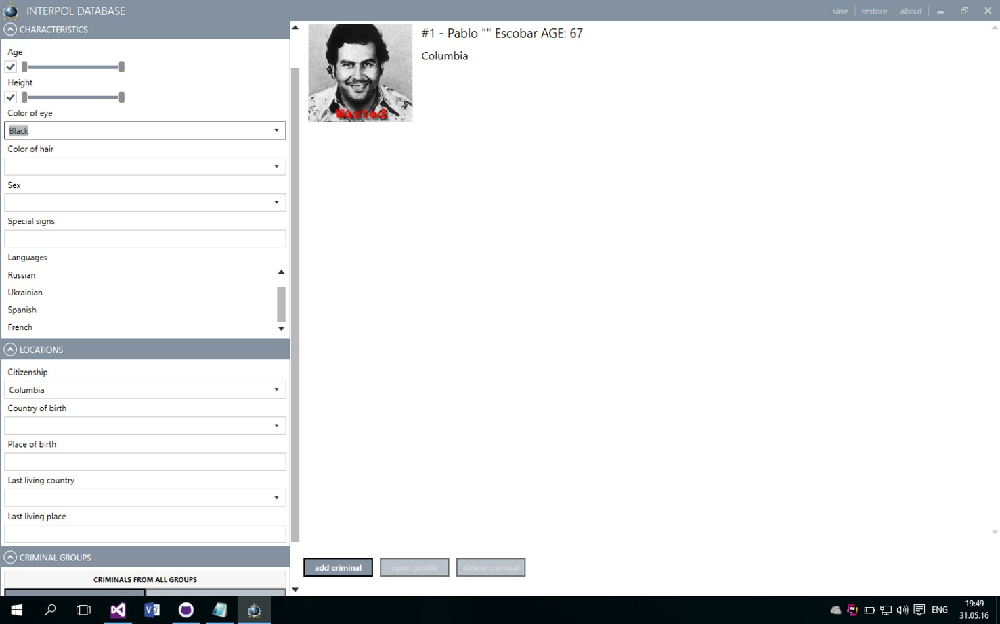 INTERPOL DATABASE
save
restore
about
CHARACTERISTICS
Age
Height
Color of eye
Black
Color of hair
Sex
Special signs
Languages
Russian
Ukrainian
Spanish
French
LOCATIONS
Citizenship
Columbia
Country of birth
Place of birth
Last living country
Last living place
CRIMINAL GROUPS
CRIMINALS FROM ALL GROUPS
#1 - Pablo "" Escobar AGE: 67
Columbia
Wasted
add criminal
open profile
delete criminal
ENG
19:49
31.05.16